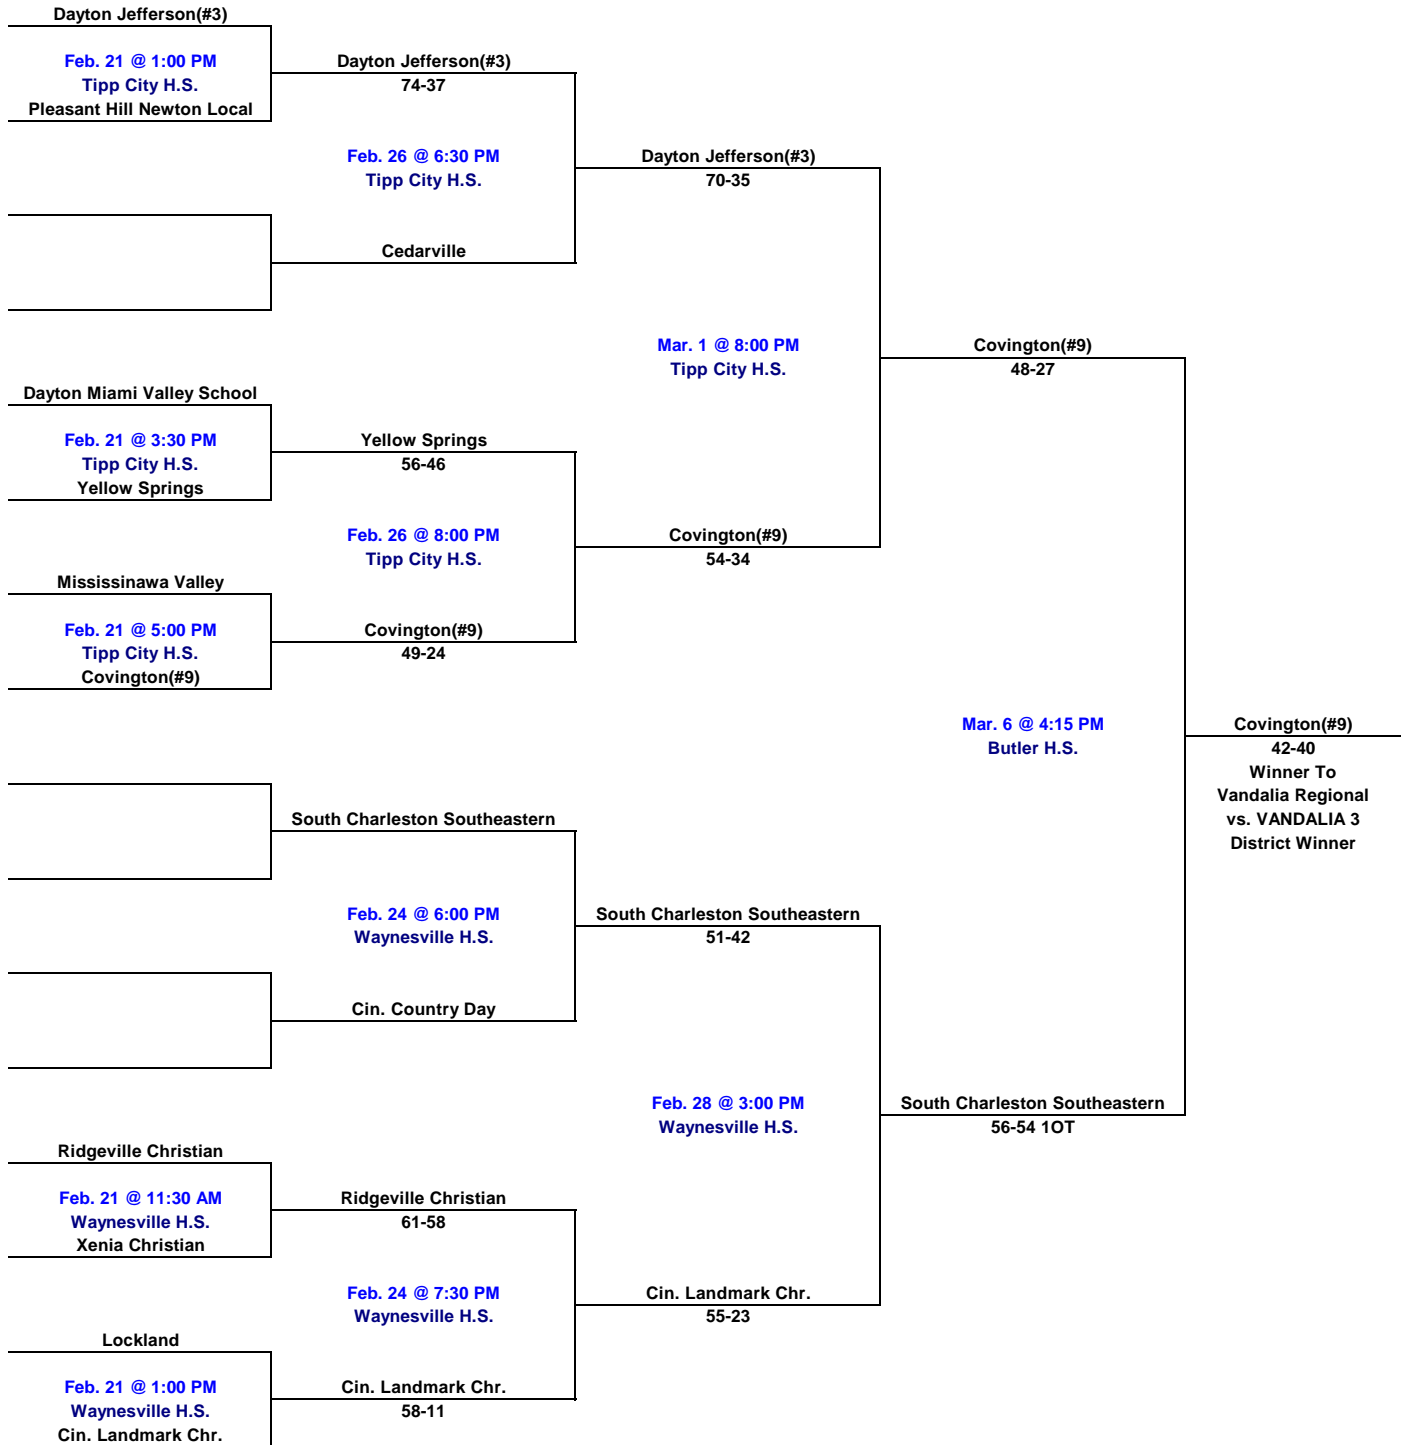 Dayton Jefferson(#3)
Feb. 21 @ 1:00 PM
Tipp City H.S.
Pleasant Hill Newton Local
Dayton Jefferson(#3)
74-37
Feb. 26 @ 6:30 PM
Tipp City H.S.
Dayton Jefferson(#3)
70-35
Cedarville
Mar. 1 @ 8:00 PM
Tipp City H.S.
Covington(#9)
48-27
Dayton Miami Valley School
Feb. 21 @ 3:30 PM
Tipp City H.S.
Yellow Springs
Yellow Springs
56-46
Feb. 26 @ 8:00 PM
Tipp City H.S.
Covington(#9)
54-34
Mississinawa Valley
Feb. 21 @ 5:00 PM
Tipp City H.S.
Covington(#9)
Covington(#9)
49-24
Mar. 6 @ 4:15 PM
Butler H.S.
Covington(#9)
42-40
Winner To
Vandalia Regional
vs. VANDALIA 3
District Winner
South Charleston Southeastern
Feb. 24 @ 6:00 PM
Waynesville H.S.
South Charleston Southeastern
51-42
Cin. Country Day
Feb. 28 @ 3:00 PM
Waynesville H.S.
South Charleston Southeastern
56-54 1OT
Ridgeville Christian
Feb. 21 @ 11:30 AM
Waynesville H.S.
Xenia Christian
Ridgeville Christian
61-58
Feb. 24 @ 7:30 PM
Waynesville H.S.
Cin. Landmark Chr.
55-23
Lockland
Feb. 21 @ 1:00 PM
Waynesville H.S.
Cin. Landmark Chr.
Cin. Landmark Chr.
58-11